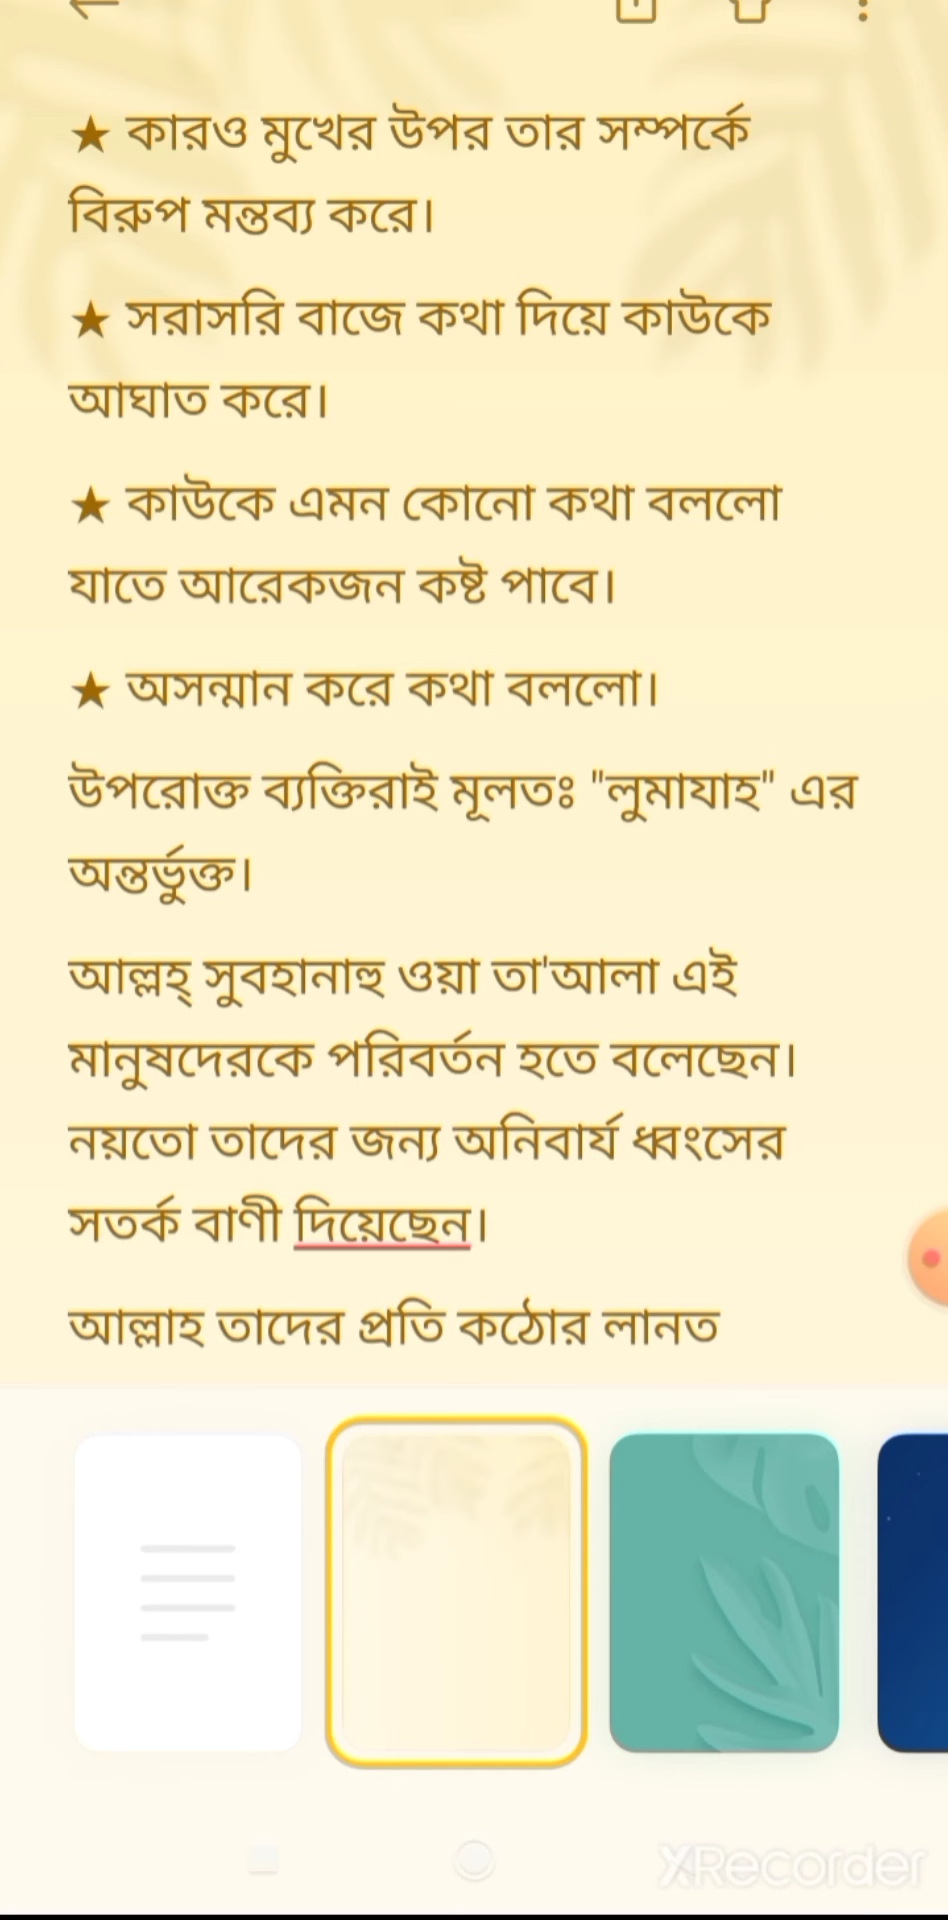 ★ কারও মুখের উপর তার সম্পর্কে
বিরুপ মন্তব্য করে।
★ সরাসরি বাজে কথা দিয়ে কাউকে
আঘাত করে।
★ কাউকে এমন কোনো কথা বললো
যাতে আরেকজন কষ্ট পাবে।
★ অসন্মান করে কথা বললো।
উপরোক্ত ব্যক্তিরাই মূলতঃ "লুমাযাহ" এর
অন্তর্ভুক্ত।
আল্লহ্ সুবহানাহু ওয়া তা'আলা এই
মানুষদেরকে পরিবর্তন হতে বলেছেন।
নয়তো তাদের জন্য অনিবার্য ধ্বংসের
সতর্ক বাণী দিয়েছেন।
আল্লাহ তাদের প্রতি কঠোর লানত
XRecorder